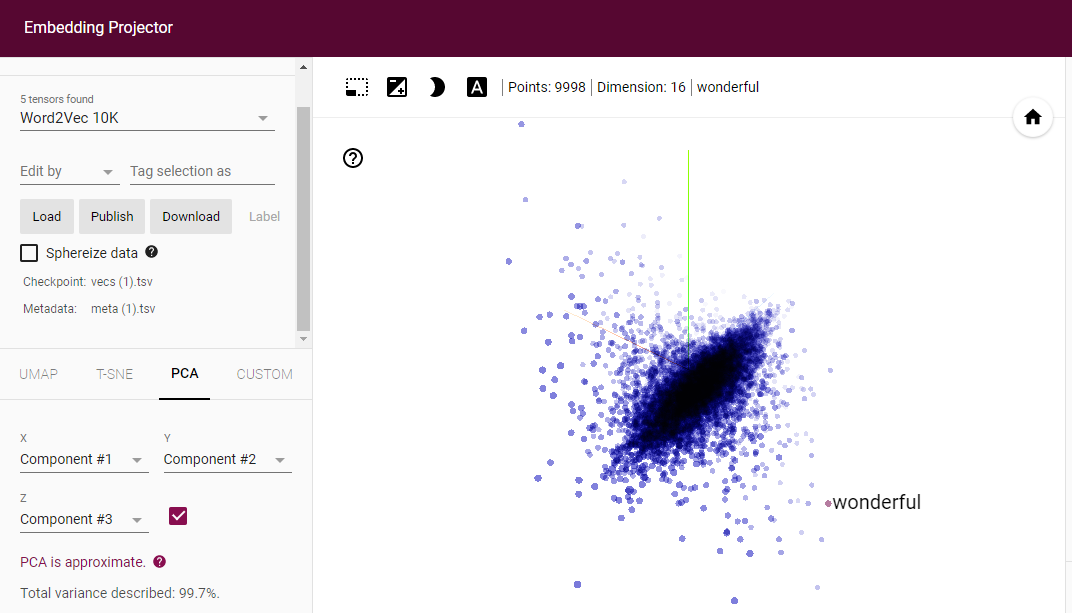 Embedding Projector
5 tensors found
Word2Vec 10K
Edit by Tag selection as
Load Publish Download Label
Sphereize data
Checkpoint: vecs (1).tsv
Metadata: meta (1).tsv
UMAP T-SNE PCA CUSTOM
X Y
Component #1 Component #2
Z
Component #3
PCA is approximate.
Total variance described: 99.7%.
A | Points: 9998 | Dimension: 16 | wonderful
wonderful